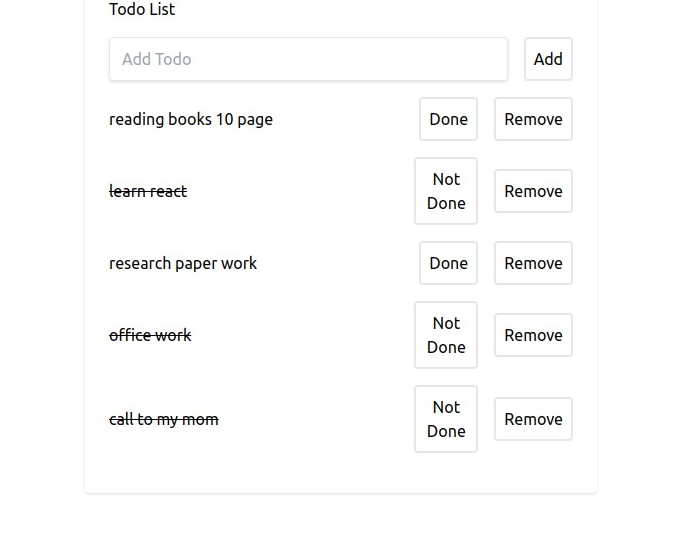 Todo List
Add Todo Add
reading books 10 page Done Remove
learn react Not Done Remove
research paper work Done Remove
office work Not Done Remove
call to my mom Not Done Remove